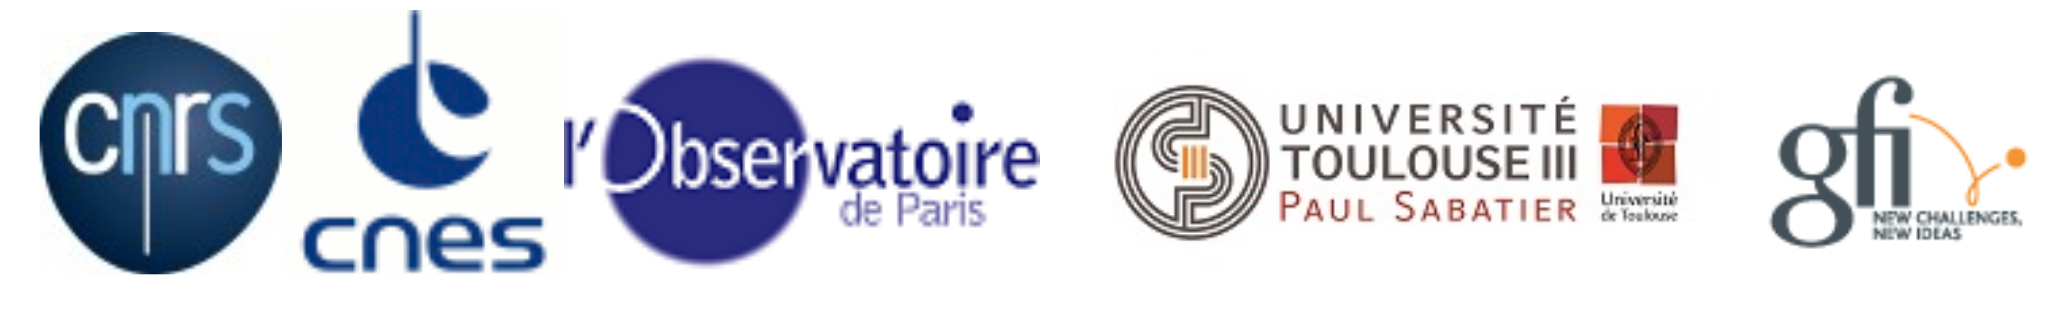 cnrs
cnes
l'Observatoire
de Paris
UNIVERSITÉ
TOULOUSE III
PAUL SABATIER
Université
de Toulouse
gfi
NEW CHALLENGES,
NEW IDEAS